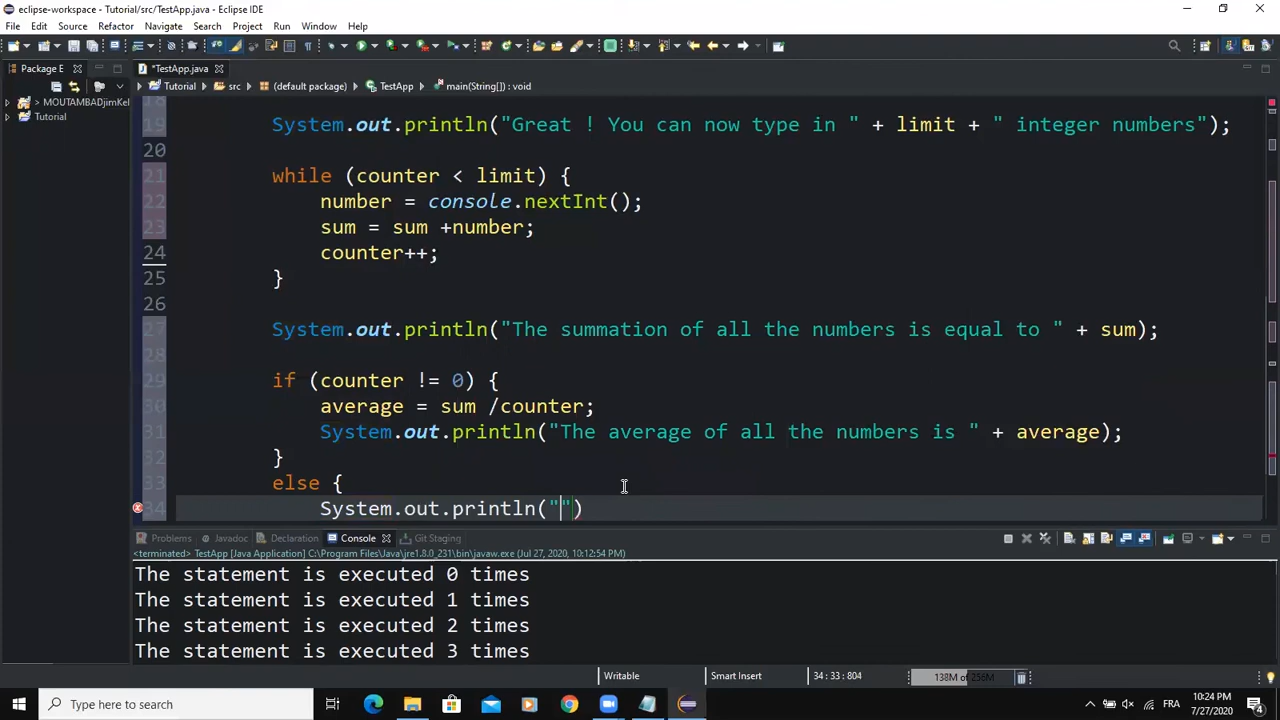 eclipse-workspace - Tutorial/src/TestApp.java - Eclipse IDE
File Edit Source Refactor Navigate Search Project Run Window Help
Package E
*TestApp.java
Tutorial src (default package) TestApp main(String[]) : void
> MOUTAMBADjimKel
Tutorial
18
19 System.out.println("Great ! You can now type in " + limit + " integer numbers");
20
21 while (counter < limit) {
22 number = console.nextInt();
23 sum = sum +number;
24 counter++;
25 }
26
27 System.out.println("The summation of all the numbers is equal to " + sum);
28
29 if (counter != 0) {
30 average = sum /counter;
31 System.out.println("The average of all the numbers is " + average);
32 }
33 else {
34 System.out.println("")
Problems Javadoc Declaration Console Git Staging
<terminated> TestApp [Java Application] C:\Program Files\Java\jre1.8.0_231\bin\javaw.exe (Jul 27, 2020, 10:12:54 PM)
The statement is executed 0 times
The statement is executed 1 times
The statement is executed 2 times
The statement is executed 3 times
Writable Smart Insert 34 : 33 : 804 138M of 256M
Type here to search
FRA
10:24 PM
7/27/2020
4